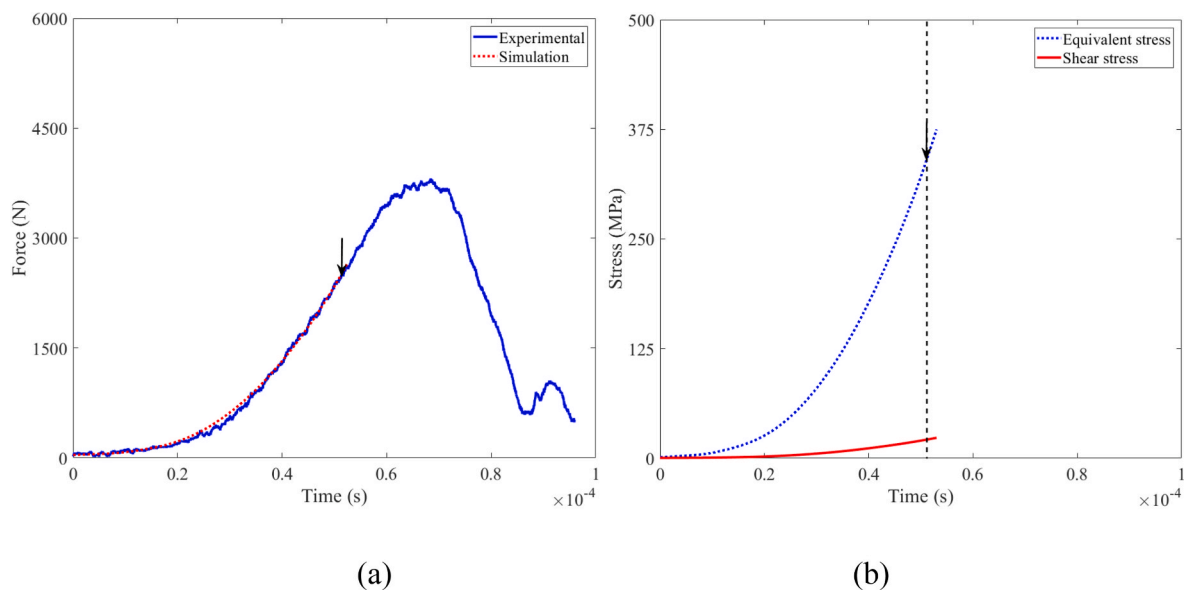 6000
4500
3000
1500
0
Force (N)
Experimental
Simulation
0
0.2
0.4
0.6
0.8
1
Time (s)
×10⁻⁴
(a)
500
375
250
125
0
Stress (MPa)
Equivalent stress
Shear stress
0
0.2
0.4
0.6
0.8
1
Time (s)
×10⁻⁴
(b)